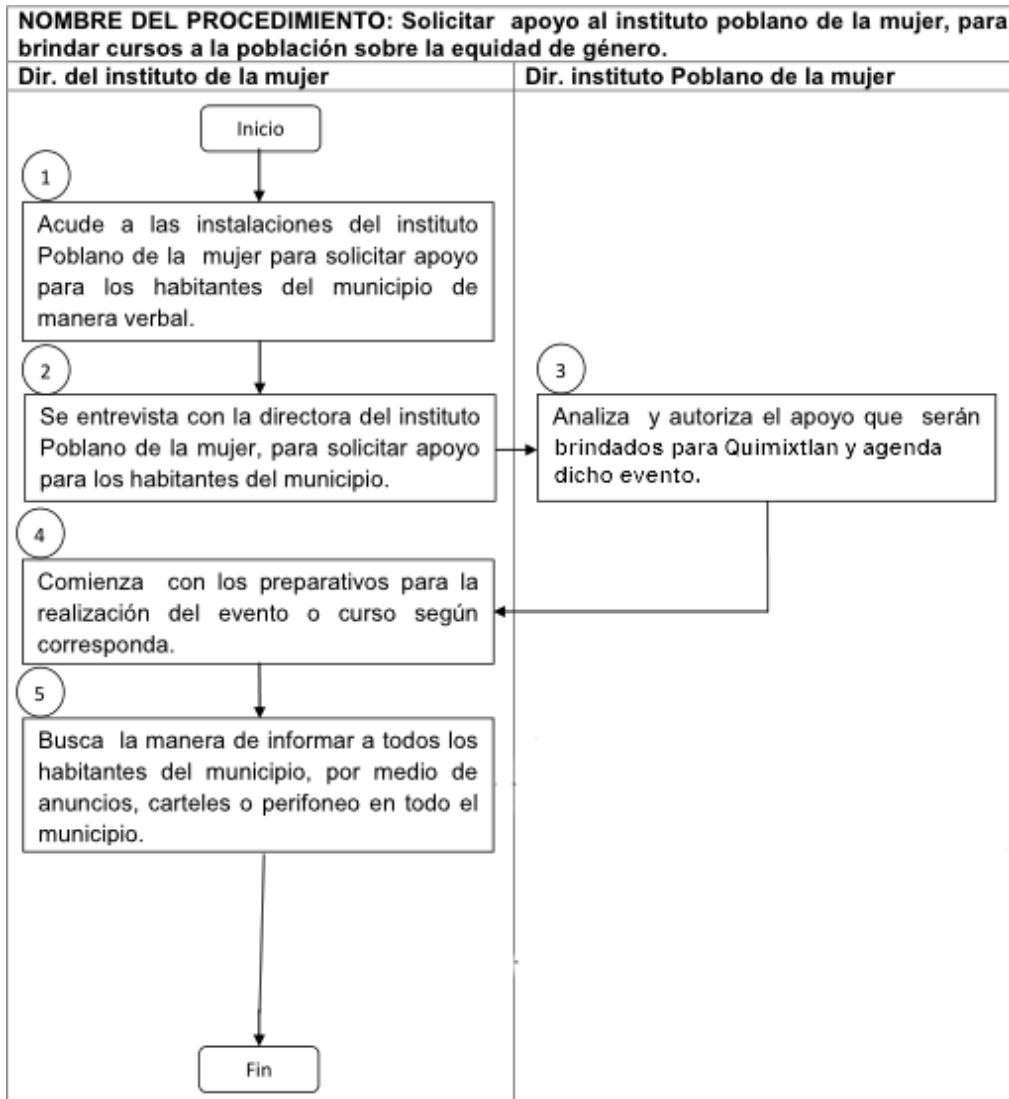 NOMBRE DEL PROCEDIMIENTO: Solicitar apoyo al instituto poblano de la mujer, para
brindar cursos a la población sobre la equidad de género.
Dir. del instituto de la mujer
Dir. instituto Poblano de la mujer
Inicio
1
Acude a las instalaciones del instituto
Poblano de la mujer para solicitar apoyo
para los habitantes del municipio de
manera verbal.
2
Se entrevista con la directora del instituto
Poblano de la mujer, para solicitar apoyo
para los habitantes del municipio.
3
Analiza y autoriza el apoyo que serán
brindados para Quimixtlan y agenda
dicho evento.
4
Comienza con los preparativos para la
realización del evento o curso según
corresponda.
5
Busca la manera de informar a todos los
habitantes del municipio, por medio de
anuncios, carteles o perifoneo en todo el
municipio.
Fin